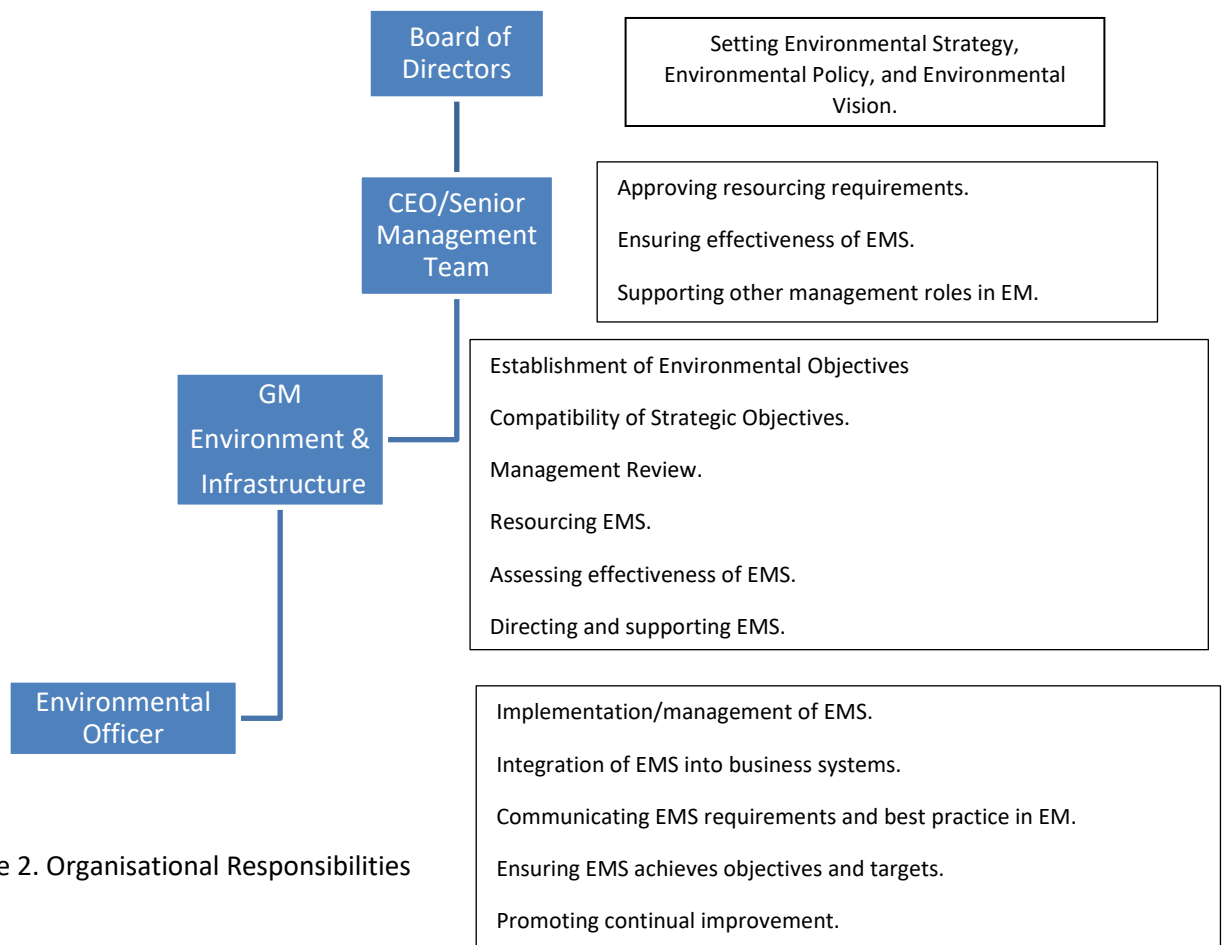 Board of
Directors
Setting Environmental Strategy,
Environmental Policy, and Environmental
Vision.
CEO/Senior
Management
Team
Approving resourcing requirements.
Ensuring effectiveness of EMS.
Supporting other management roles in EM.
GM
Environment &
Infrastructure
Establishment of Environmental Objectives
Compatibility of Strategic Objectives.
Management Review.
Resourcing EMS.
Assessing effectiveness of EMS.
Directing and supporting EMS.
Environmental
Officer
Implementation/management of EMS.
Integration of EMS into business systems.
Communicating EMS requirements and best practice in EM.
Ensuring EMS achieves objectives and targets.
Promoting continual improvement.
e 2. Organisational Responsibilities